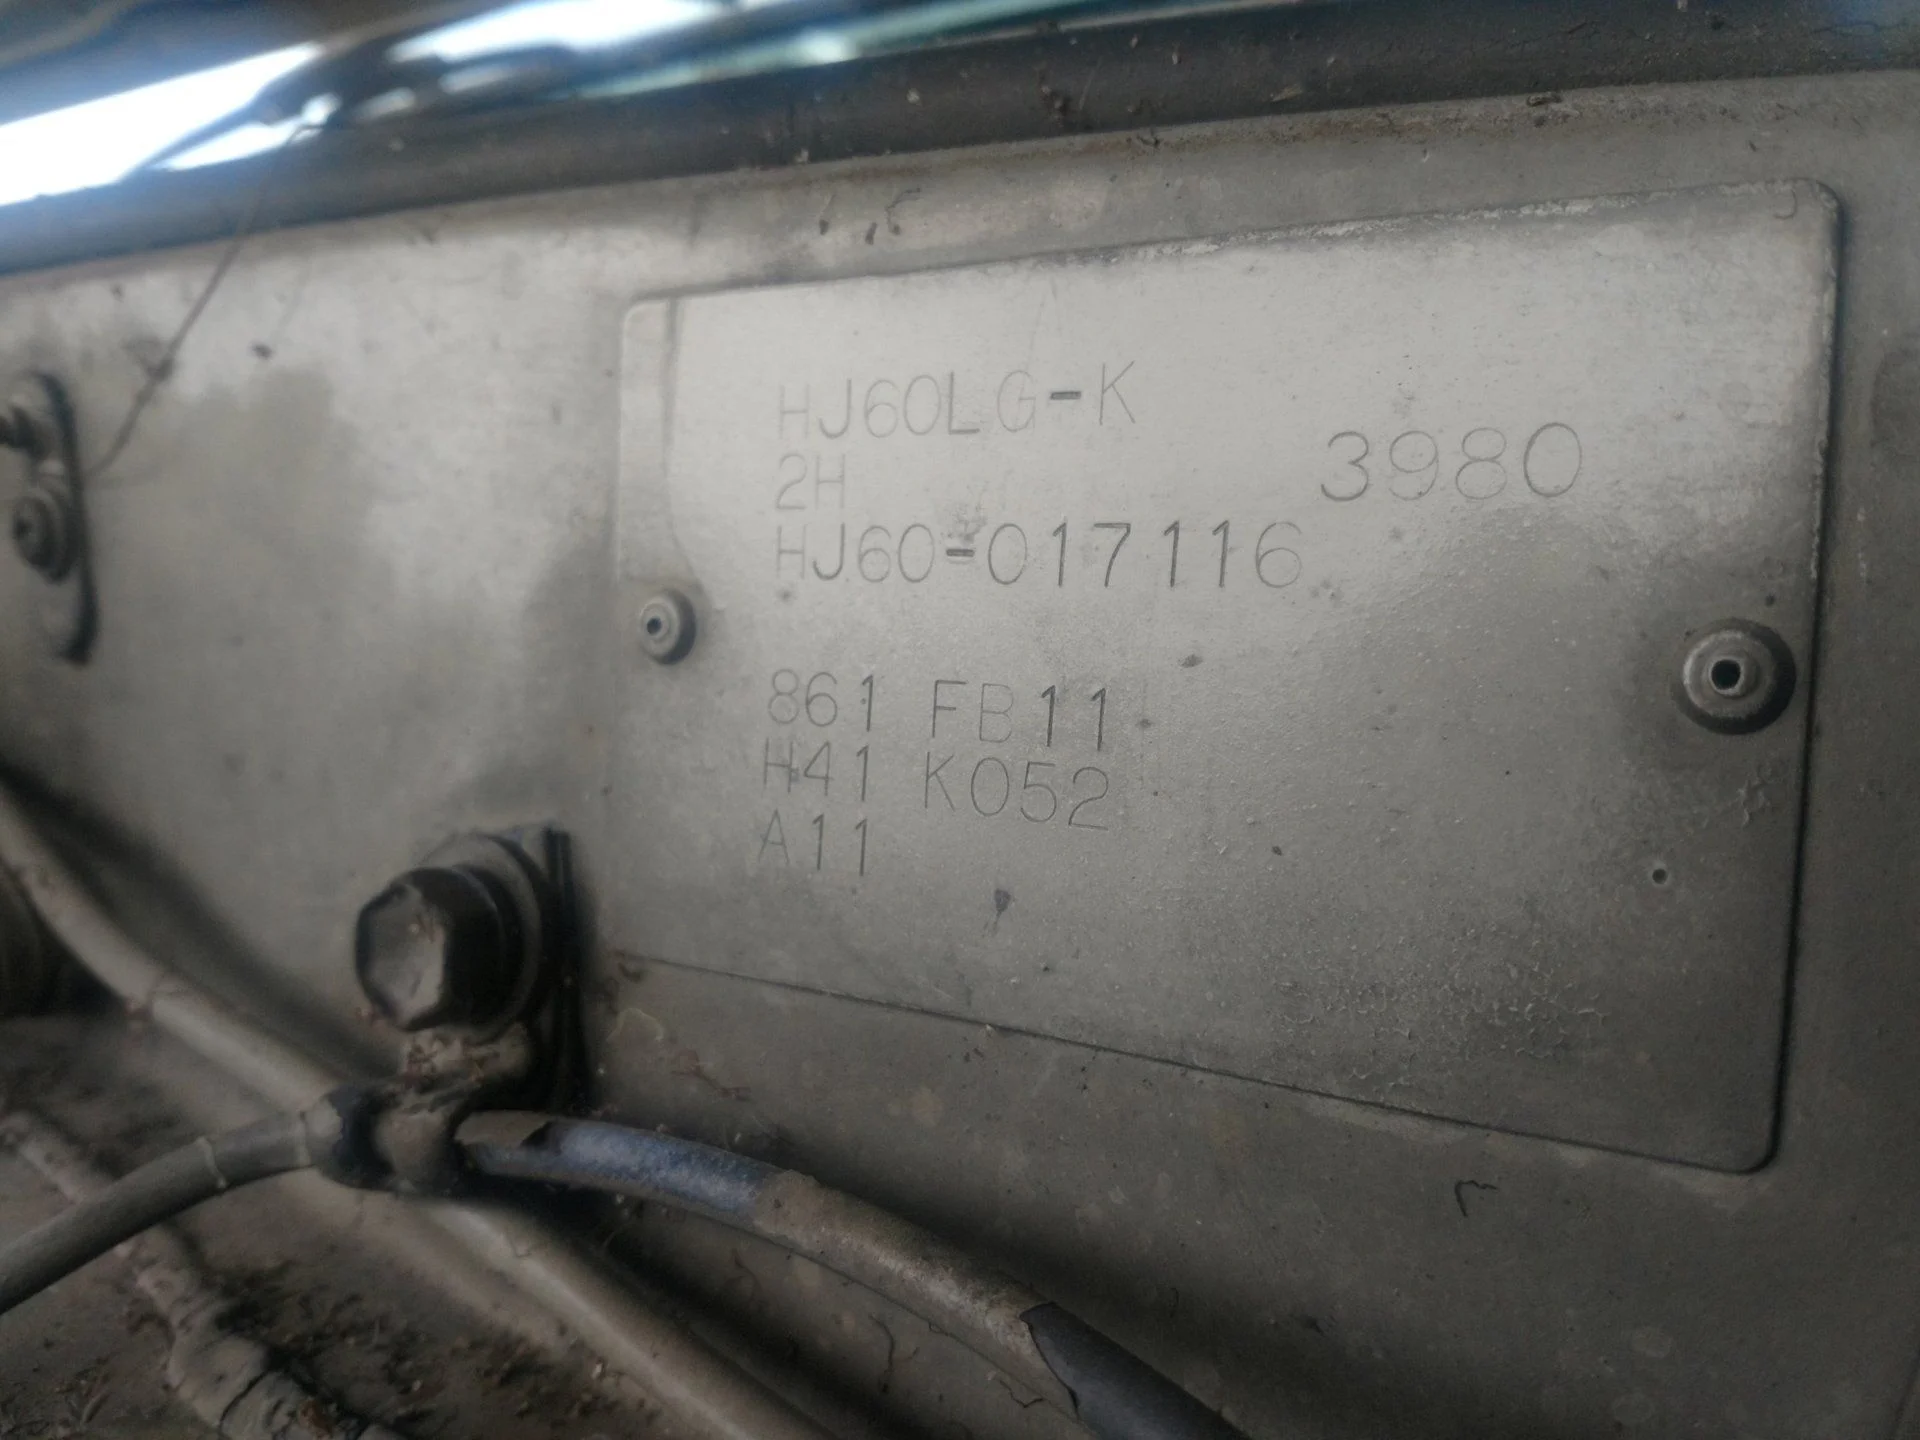 HJ60LG-K
2H 3980
HJ60-017116
861 FB11
H41 K052
A11